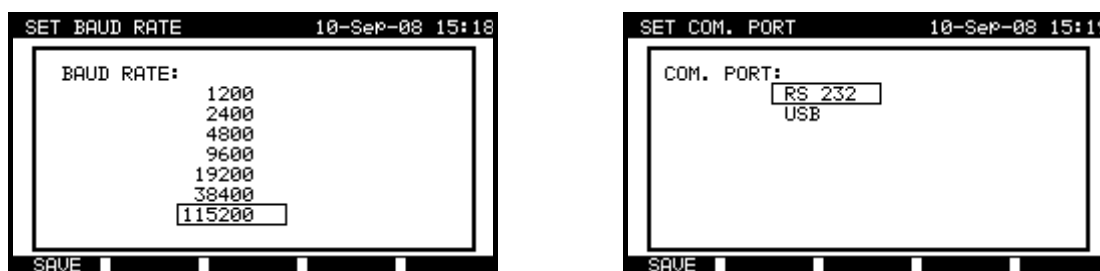 SET BAUD RATE 10-Sep-08 15:18
BAUD RATE:
1200
2400
4800
9600
19200
38400
115200
SAVE
SET COM. PORT 10-Sep-08 15:19
COM. PORT:
RS 232
USB
SAVE